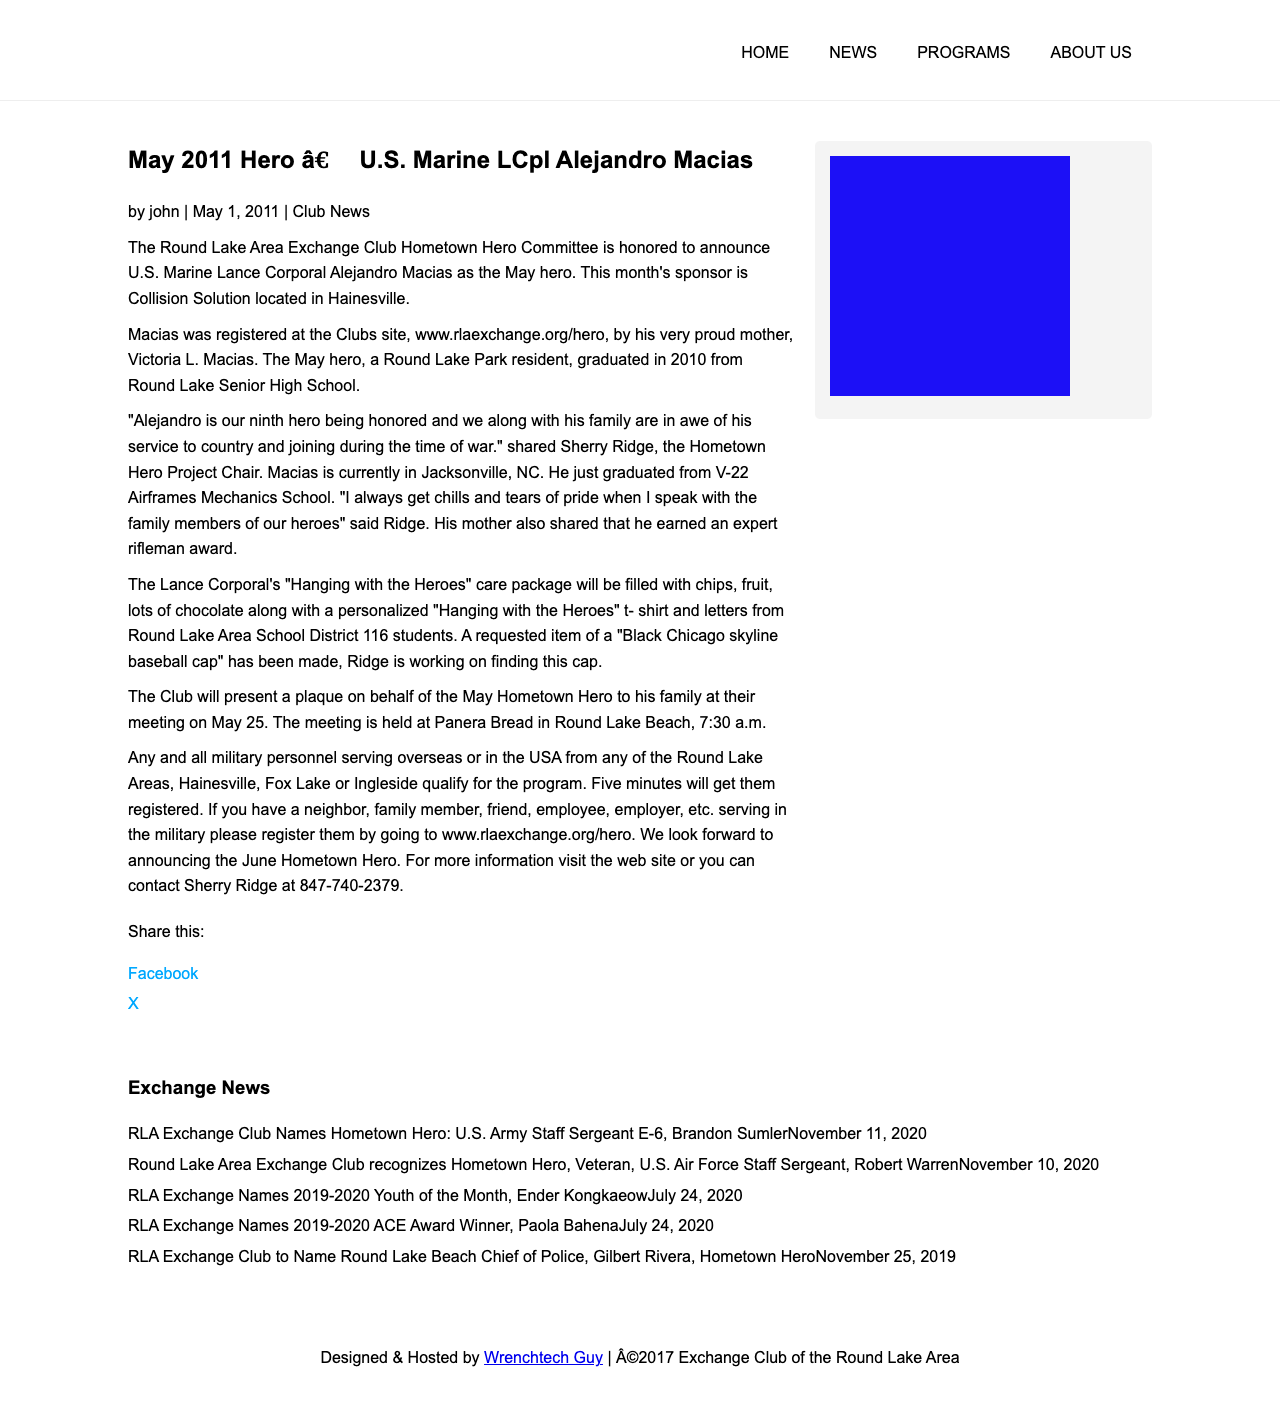 HOME NEWS PROGRAMS ABOUT US
May 2011 Hero â€ U.S. Marine LCpl Alejandro Macias
by john | May 1, 2011 | Club News
The Round Lake Area Exchange Club Hometown Hero Committee is honored to announce
U.S. Marine Lance Corporal Alejandro Macias as the May hero. This month's sponsor is
Collision Solution located in Hainesville.
Macias was registered at the Clubs site, www.rlaexchange.org/hero, by his very proud mother,
Victoria L. Macias. The May hero, a Round Lake Park resident, graduated in 2010 from
Round Lake Senior High School.
"Alejandro is our ninth hero being honored and we along with his family are in awe of his
service to country and joining during the time of war." shared Sherry Ridge, the Hometown
Hero Project Chair. Macias is currently in Jacksonville, NC. He just graduated from V-22
Airframes Mechanics School. "I always get chills and tears of pride when I speak with the
family members of our heroes" said Ridge. His mother also shared that he earned an expert
rifleman award.
The Lance Corporal's "Hanging with the Heroes" care package will be filled with chips, fruit,
lots of chocolate along with a personalized "Hanging with the Heroes" t- shirt and letters from
Round Lake Area School District 116 students. A requested item of a "Black Chicago skyline
baseball cap" has been made, Ridge is working on finding this cap.
The Club will present a plaque on behalf of the May Hometown Hero to his family at their
meeting on May 25. The meeting is held at Panera Bread in Round Lake Beach, 7:30 a.m.
Any and all military personnel serving overseas or in the USA from any of the Round Lake
Areas, Hainesville, Fox Lake or Ingleside qualify for the program. Five minutes will get them
registered. If you have a neighbor, family member, friend, employee, employer, etc. serving in
the military please register them by going to www.rlaexchange.org/hero. We look forward to
announcing the June Hometown Hero. For more information visit the web site or you can
contact Sherry Ridge at 847-740-2379.
Share this:
Facebook
X
Exchange News
RLA Exchange Club Names Hometown Hero: U.S. Army Staff Sergeant E-6, Brandon SumlerNovember 11, 2020
Round Lake Area Exchange Club recognizes Hometown Hero, Veteran, U.S. Air Force Staff Sergeant, Robert WarrenNovember 10, 2020
RLA Exchange Names 2019-2020 Youth of the Month, Ender KongkaeowJuly 24, 2020
RLA Exchange Names 2019-2020 ACE Award Winner, Paola BahenaJuly 24, 2020
RLA Exchange Club to Name Round Lake Beach Chief of Police, Gilbert Rivera, Hometown HeroNovember 25, 2019
Designed & Hosted by Wrenchtech Guy | Â©2017 Exchange Club of the Round Lake Area